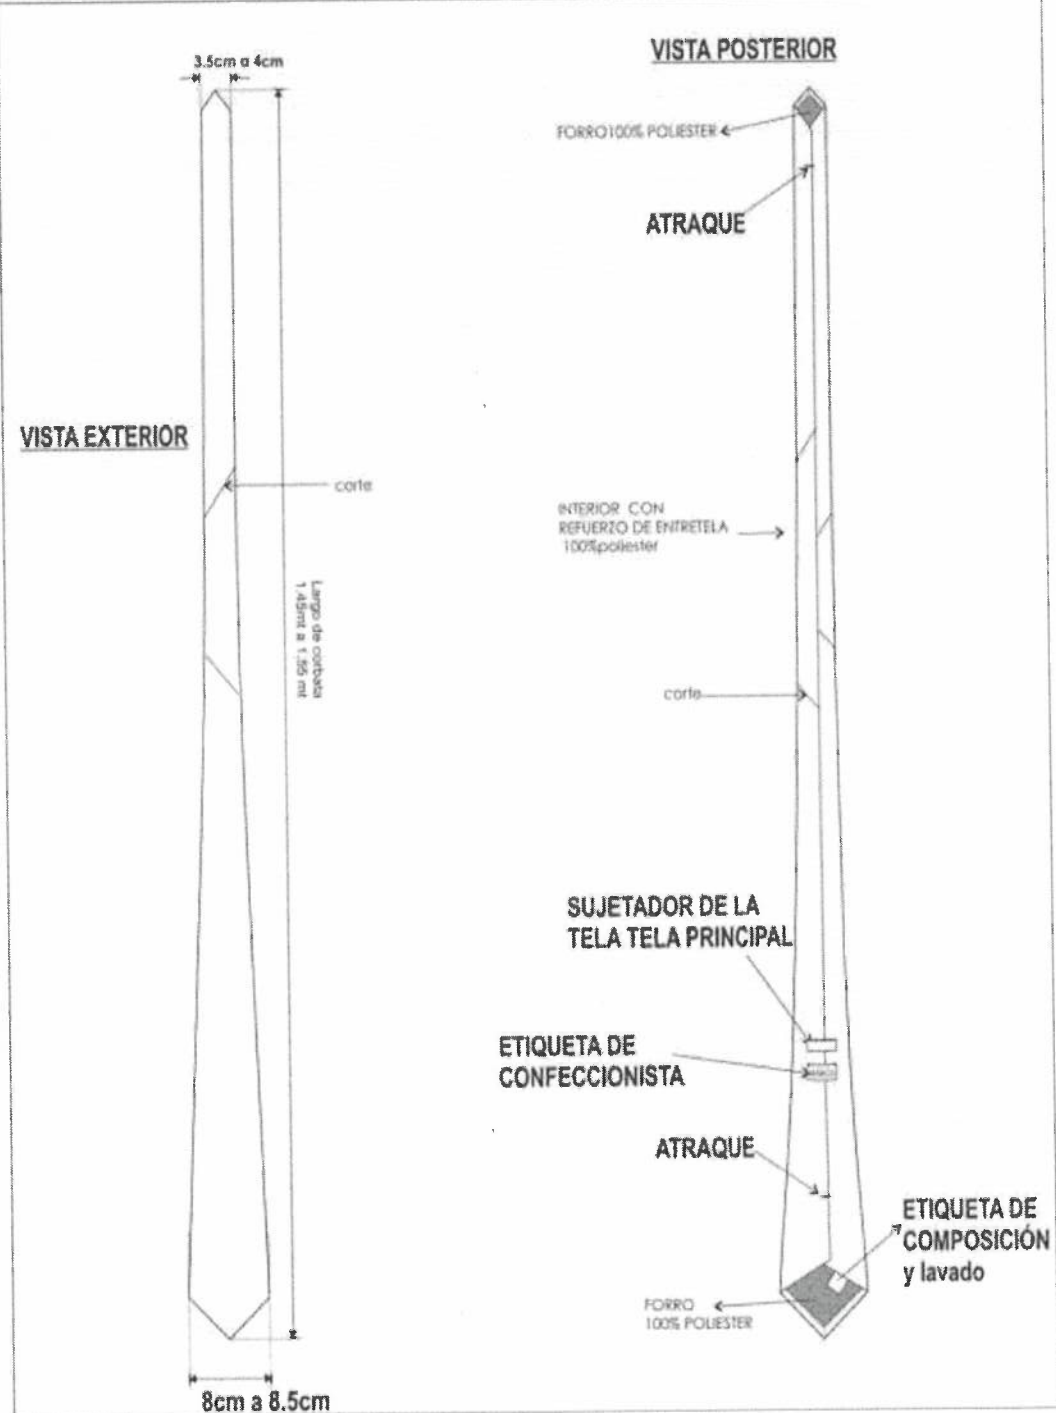 3.5cm a 4cm
VISTA POSTERIOR
FORRO100% POLIESTER
ATRAQUE
VISTA EXTERIOR
corte
INTERIOR CON
REFUERZO DE ENTRETELA
100%poliester
Largo de corbata
1.45mt a 1.55 mt
corte
SUJETADOR DE LA
TELA TELA PRINCIPAL
ETIQUETA DE
CONFECCIONISTA
ATRAQUE
ETIQUETA DE
COMPOSICIÓN
y lavado
FORRO
100% POLIESTER
8cm a 8.5cm